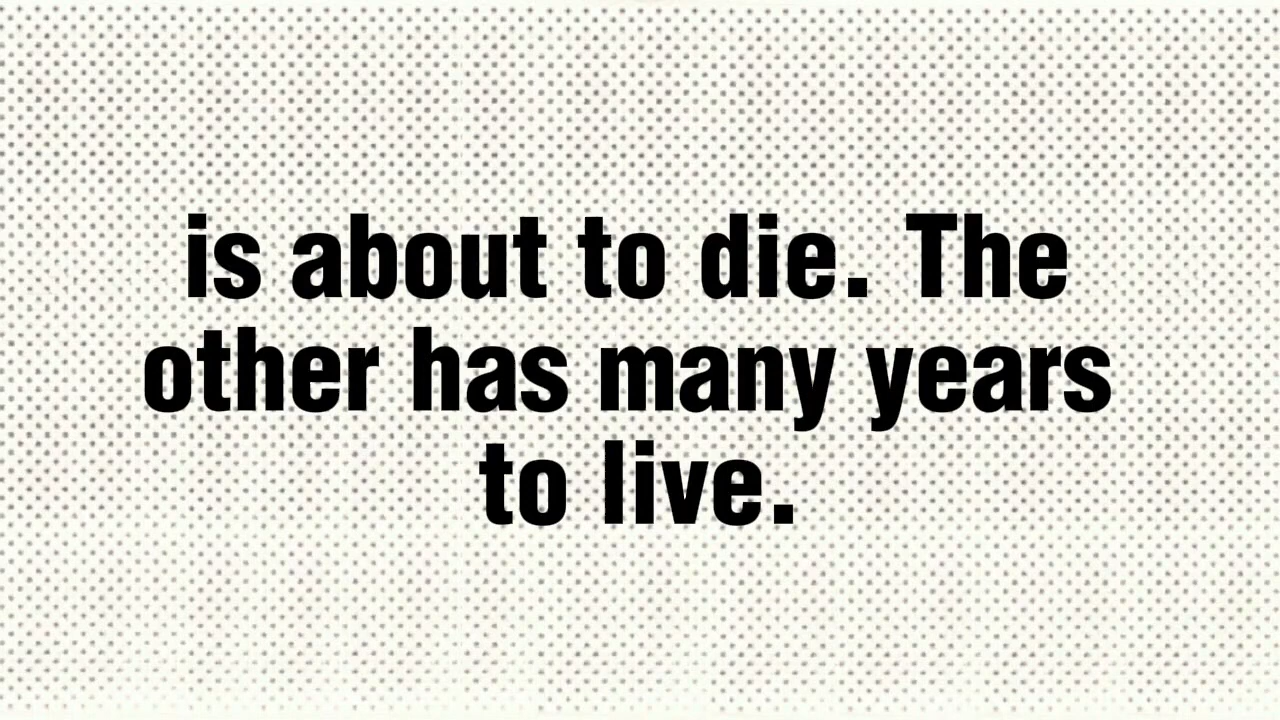 is about to die. The
other has many years
to live.